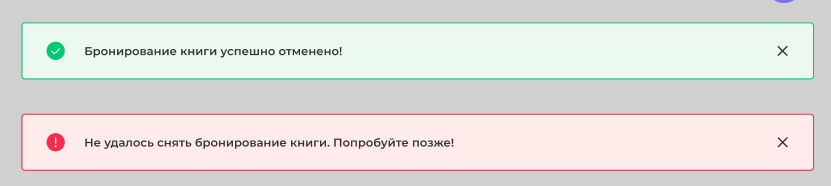 Бронирование книги успешно отменено!
Не удалось снять бронирование книги. Попробуйте позже!